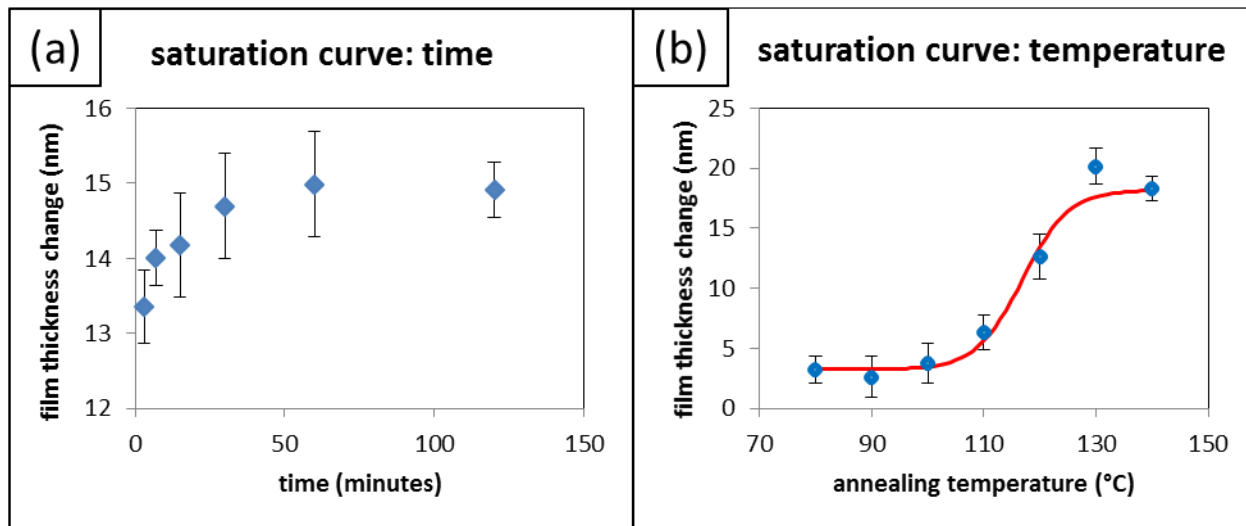 (a)
saturation curve: time
film thickness change (nm)
16
15
14
13
12
0
50
100
150
time (minutes)
(b)
saturation curve: temperature
film thickness change (nm)
25
20
15
10
5
0
70
90
110
130
150
annealing temperature (°C)